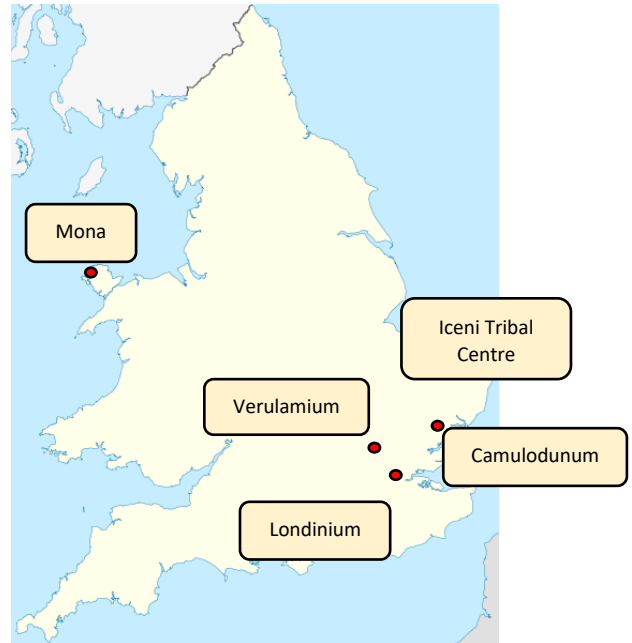 Mona
Iceni Tribal
Centre
Verulamium
Camulodunum
Londinium